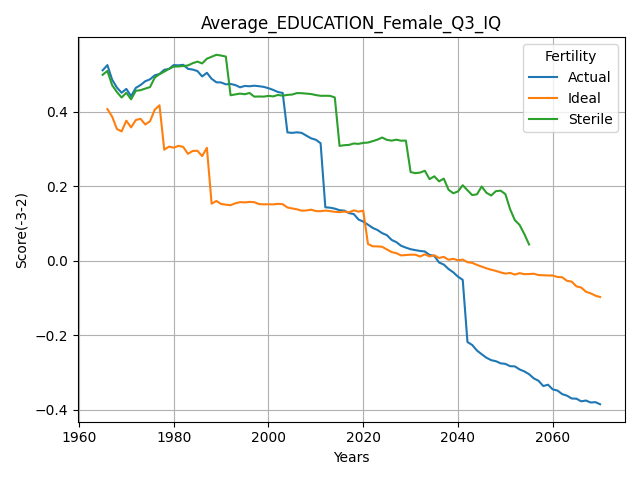 Average_EDUCATION_Female_Q3_IQ
Fertility
Actual
Ideal
Sterile
Score(-3-2)
0.4
0.2
0.0
−0.2
−0.4
1960 1980 2000 2020 2040 2060
Years